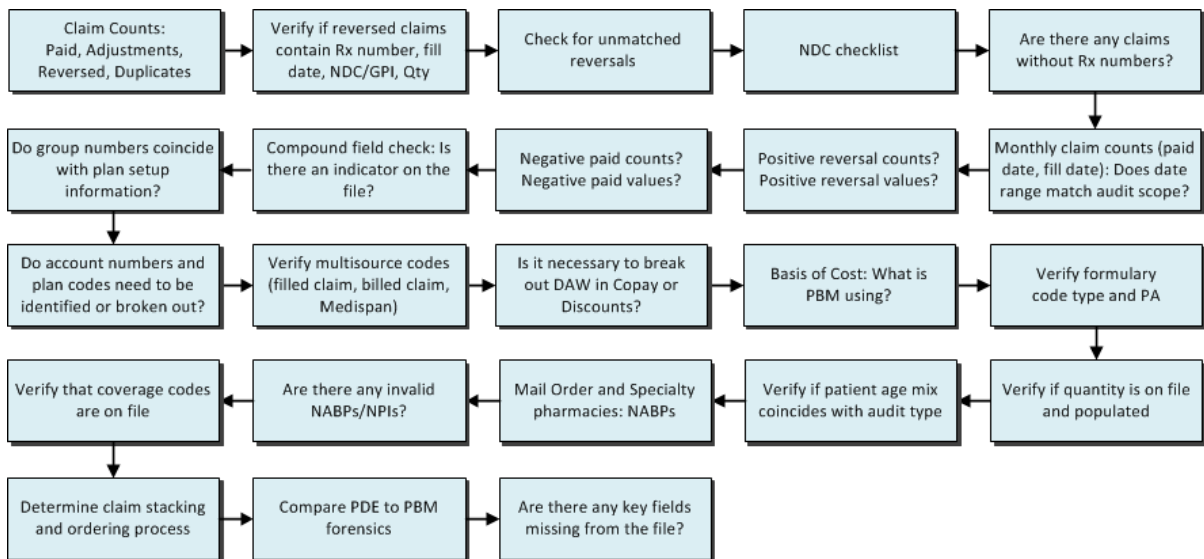 Claim Counts:
Paid, Adjustments,
Reversed, Duplicates
Verify if reversed claims
contain Rx number, fill
date, NDC/GPI, Qty
Check for unmatched
reversals
NDC checklist
Are there any claims
without Rx numbers?
Monthly claim counts (paid
date, fill date): Does date
range match audit scope?
Positive reversal counts?
Positive reversal values?
Negative paid counts?
Negative paid values?
Compound field check: Is
there an indicator on the
file?
Do group numbers coincide
with plan setup
information?
Do account numbers and
plan codes need to be
identified or broken out?
Verify multisource codes
(filled claim, billed claim,
Medispan)
Is it necessary to break
out DAW in Copay or
Discounts?
Basis of Cost: What is
PBM using?
Verify formulary
code type and PA
Verify if quantity is on file
and populated
Verify if patient age mix
coincides with audit type
Mail Order and Specialty
pharmacies: NABPs
Are there any invalid
NABPs/NPIs?
Verify that coverage codes
are on file
Determine claim stacking
and ordering process
Compare PDE to PBM
forensics
Are there any key fields
missing from the file?